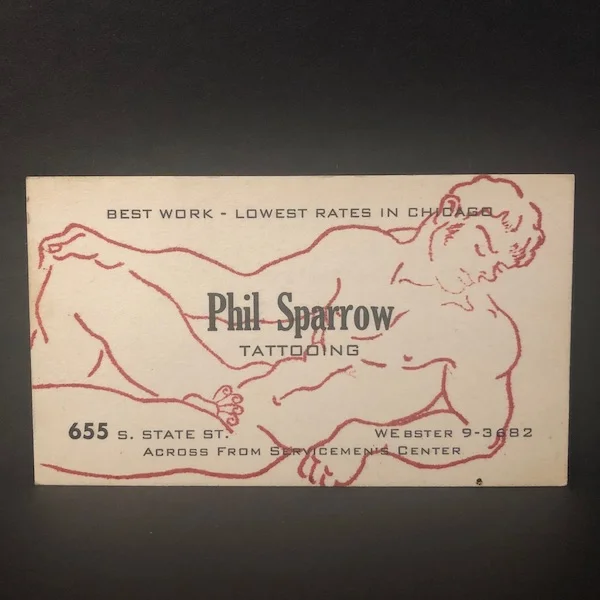 BEST WORK - LOWEST RATES IN CHICAGO
Phil Sparrow
TATTOOING
655 S. STATE ST. WEBSTER 9-3682
ACROSS FROM SERVICEMEN'S CENTER